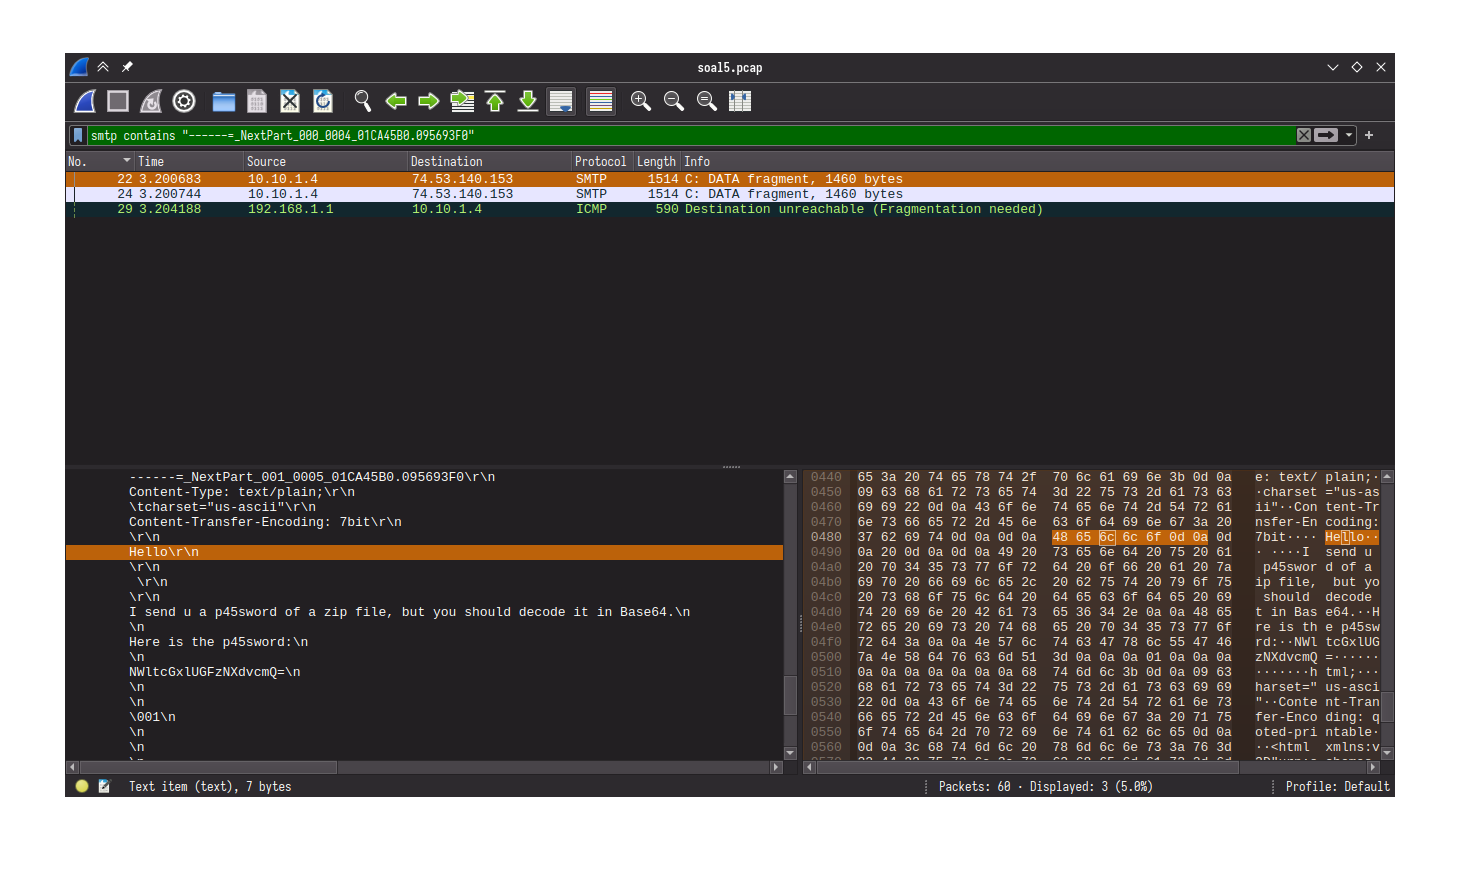 soal5.pcap
smtp contains "------=_NextPart_000_0004_01CA45B0.095693F0"
No. Time Source Destination Protocol Length Info
22 3.200683 10.10.1.4 74.53.140.153 SMTP 1514 C: DATA fragment, 1460 bytes
24 3.200744 10.10.1.4 74.53.140.153 SMTP 1514 C: DATA fragment, 1460 bytes
29 3.204188 192.168.1.1 10.10.1.4 ICMP 590 Destination unreachable (Fragmentation needed)
------=_NextPart_001_0005_01CA45B0.095693F0\r\n
Content-Type: text/plain;\r\n
\tcharset="us-ascii"\r\n
Content-Transfer-Encoding: 7bit\r\n
\r\n
Hello\r\n
\r\n
 \r\n
\r\n
I send u a p45sword of a zip file, but you should decode it in Base64.\n
\n
Here is the p45sword:\n
\n
NWltcGxlUGFzNXdvcmQ=\n
\n
\n
\001\n
\n
\n
0440 65 3a 20 74 65 78 74 2f 70 6c 61 69 6e 3b 0d 0a e: text/ plain;·
0450 09 63 68 61 72 73 65 74 3d 22 75 73 2d 61 73 63 ·charset ="us-as
0460 69 69 22 0d 0a 43 6f 6e 74 65 6e 74 2d 54 72 61 ii"··Con tent-Tr
0470 6e 73 66 65 72 2d 45 6e 63 6f 64 69 6e 67 3a 20 nsfer-En coding:
0480 37 62 69 74 0d 0a 0d 0a 48 65 6c 6c 6f 0d 0a 0d 7bit···· Hello··
0490 0a 20 0d 0a 0d 0a 49 20 73 65 6e 64 20 75 20 61 · ····I send u
04a0 20 70 34 35 73 77 6f 72 64 20 6f 66 20 61 20 7a p45swor d of a
04b0 69 70 20 66 69 6c 65 2c 20 62 75 74 20 79 6f 75 ip file, but yo
04c0 20 73 68 6f 75 6c 64 20 64 65 63 6f 64 65 20 69 should decode
04d0 74 20 69 6e 20 42 61 73 65 36 34 2e 0a 0a 48 65 t in Bas e64.··H
04e0 72 65 20 69 73 20 74 68 65 20 70 34 35 73 77 6f re is th e p45sw
04f0 72 64 3a 0a 0a 4e 57 6c 74 63 47 78 6c 55 47 46 rd:··NWl tcGxlUG
0500 7a 4e 58 64 76 63 6d 51 3d 0a 0a 0a 01 0a 0a 0a zNXdvcmQ =······
0510 0a 0a 0a 0a 0a 0a 0a 68 74 6d 6c 3b 0d 0a 09 63 ·······h tml;···
0520 68 61 72 73 65 74 3d 22 75 73 2d 61 73 63 69 69 harset=" us-asci
0530 22 0d 0a 43 6f 6e 74 65 6e 74 2d 54 72 61 6e 73 "··Conte nt-Tran
0540 66 65 72 2d 45 6e 63 6f 64 69 6e 67 3a 20 71 75 fer-Enco ding: q
0550 6f 74 65 64 2d 70 72 69 6e 74 61 62 6c 65 0d 0a oted-pri ntable·
0560 0d 0a 3c 68 74 6d 6c 20 78 6d 6c 6e 73 3a 76 3d ··<html xmlns:v
Text item (text), 7 bytes
Packets: 60 · Displayed: 3 (5.0%)
Profile: Default